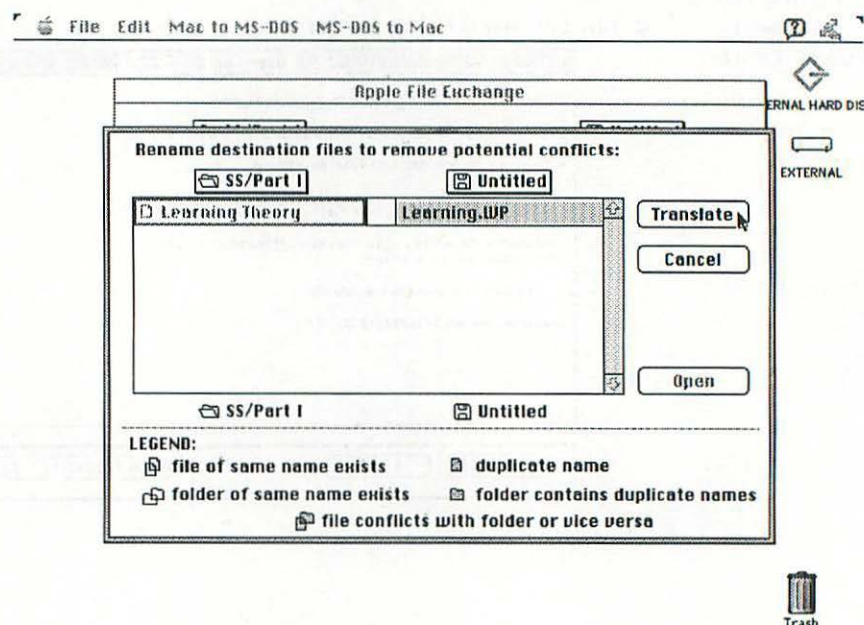 File Edit Mac to MS-DOS MS-DOS to Mac
Apple File Exchange
ERNAL HARD DIS
Rename destination files to remove potential conflicts:
SS/Part I Untitled
EXTERNAL
Learning Theory Learning.WP
Translate
Cancel
Open
SS/Part I Untitled
LEGEND:
file of same name exists duplicate name
folder of same name exists folder contains duplicate names
file conflicts with folder or vice versa
Trash